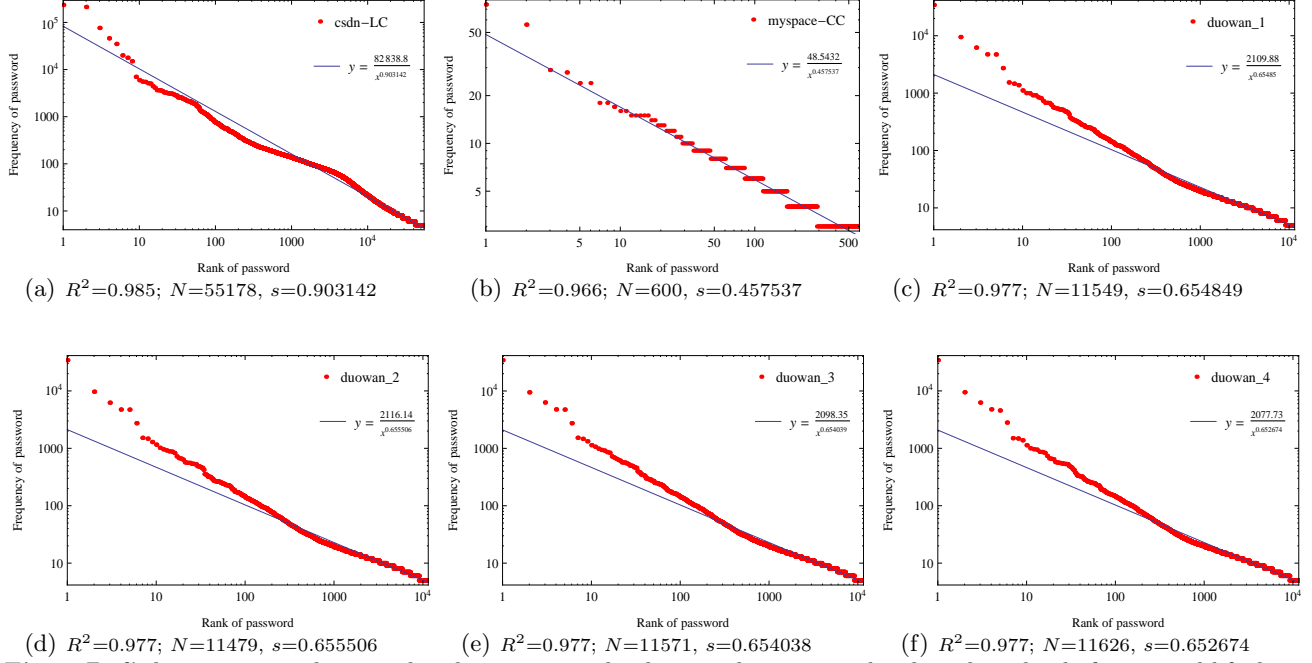 csdn-LC
y = 82838.8 / x^0.903142
Frequency of password
10^5
10^4
1000
100
10
1 10 100 1000 10^4
Rank of password
(a) R^2=0.985; N=55178, s=0.903142
myspace-CC
y = 48.5432 / x^0.457537
Frequency of password
50
20
10
5
1 5 10 50 100 500
Rank of password
(b) R^2=0.966; N=600, s=0.457537
duowan_1
y = 2109.88 / x^0.65485
Frequency of password
10^4
1000
100
10
1 10 100 1000 10^4
Rank of password
(c) R^2=0.977; N=11549, s=0.654849
duowan_2
y = 2116.14 / x^0.655506
Frequency of password
10^4
1000
100
10
1 10 100 1000 10^4
Rank of password
(d) R^2=0.977; N=11479, s=0.655506
duowan_3
y = 2098.35 / x^0.654039
Frequency of password
10^4
1000
100
10
1 10 100 1000 10^4
Rank of password
(e) R^2=0.977; N=11571, s=0.654038
duowan_4
y = 2077.73 / x^0.652674
Frequency of password
10^4
1000
100
10
1 10 100 1000 10^4
Rank of password
(f) R^2=0.977; N=11626, s=0.652674